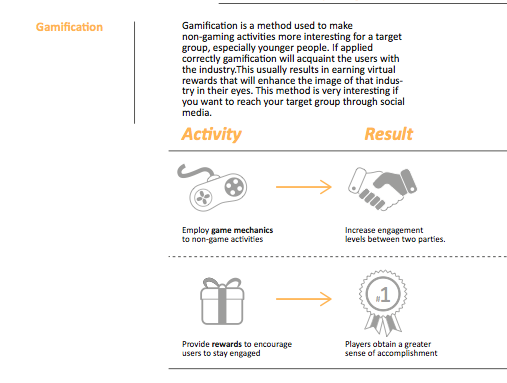 Gamification
Gamification is a method used to make
non-gaming activities more interesting for a target
group, especially younger people. If applied
correctly gamification will acquaint the users with
the industry.This usually results in earning virtual
rewards that will enhance the image of that indus-
try in their eyes. This method is very interesting if
you want to reach your target group through social
media.
Activity
Result
Employ game mechanics
to non-game activities
Increase engagement
levels between two parties.
#1
Provide rewards to encourage
users to stay engaged
Players obtain a greater
sense of accomplishment